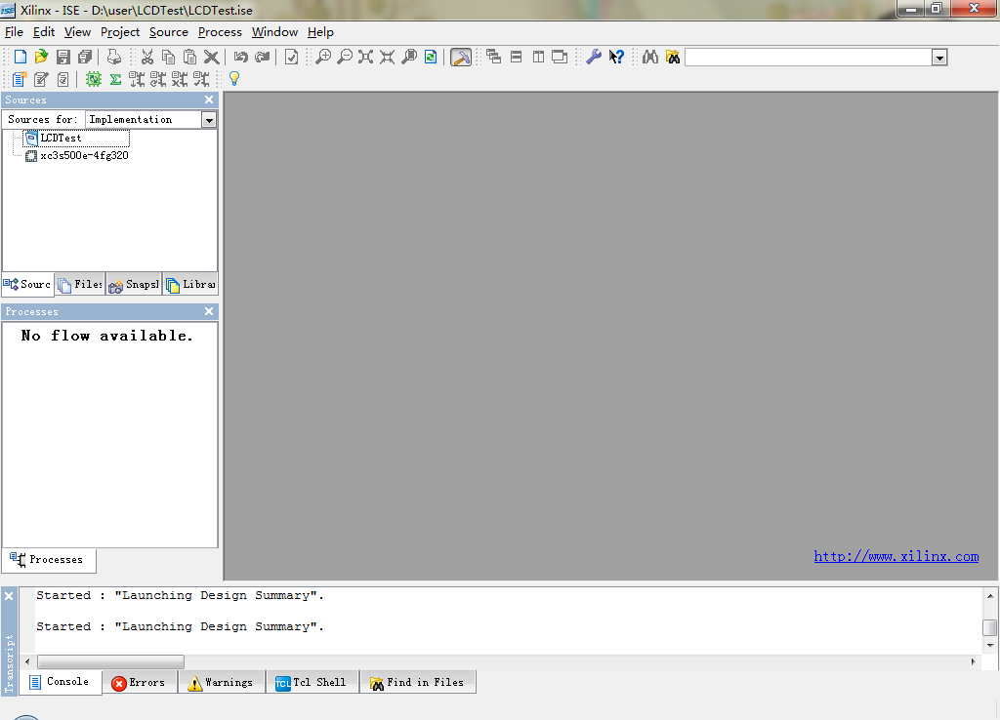 Xilinx - ISE - D:\user\LCDTest\LCDTest.ise
File Edit View Project Source Process Window Help
Sources
Sources for: Implementation
LCDTest
xc3s500e-4fg320
Sourc Files Snaps Librar
Processes
No flow available.
Processes
http://www.xilinx.com
Started : "Launching Design Summary".
Started : "Launching Design Summary".
Transcript
Console Errors Warnings TCL Tcl Shell Find in Files